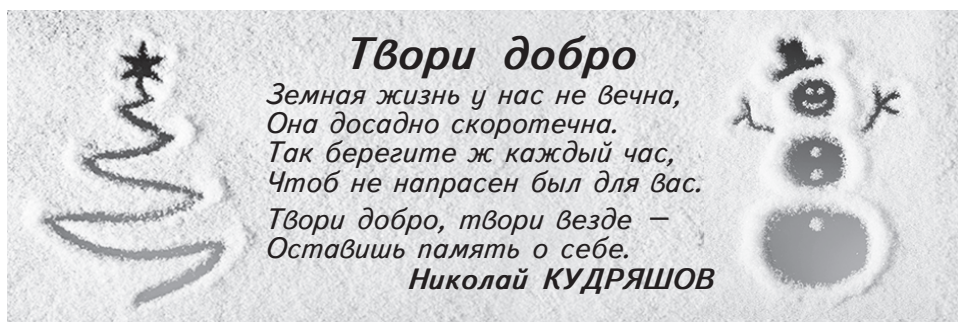 Твори добро
Земная жизнь у нас не вечна,
Она досадно скоротечна.
Так берегите ж каждый час,
Чтоб не напрасен был для вас.
Твори добро, твори везде —
Оставишь память о себе.
Николай КУДРЯШОВ